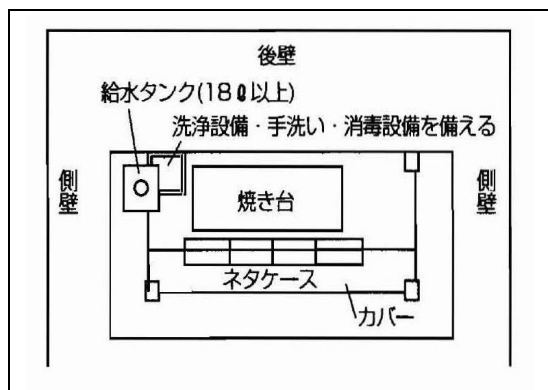 後壁
給水タンク(18ℓ以上)
洗浄設備・手洗い・消毒設備を備える
側壁
側壁
焼き台
ネタケース
カバー